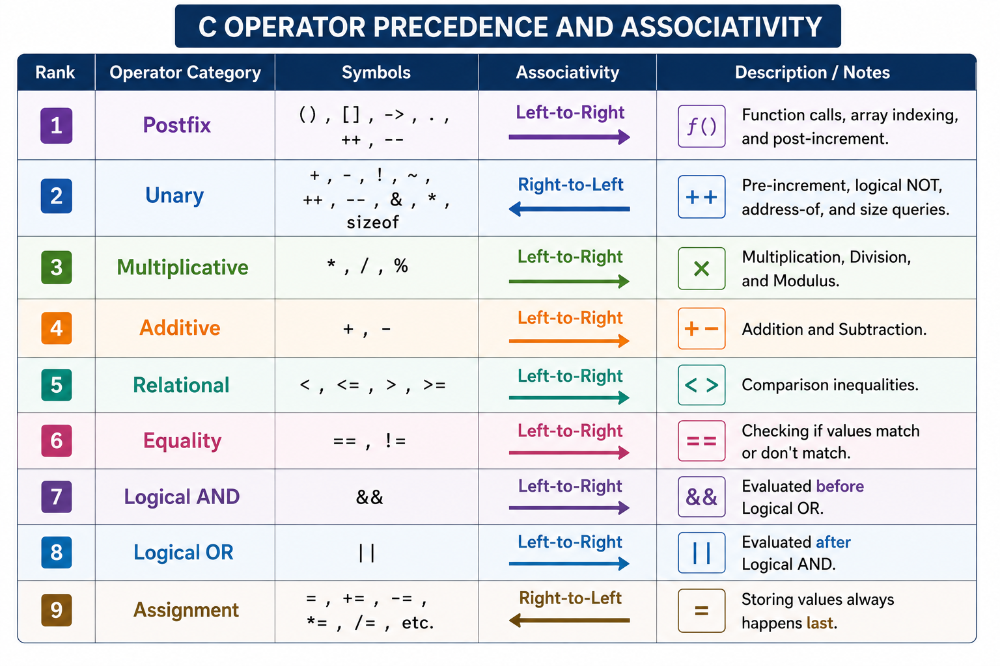 C OPERATOR PRECEDENCE AND ASSOCIATIVITY
Rank Operator Category Symbols Associativity Description / Notes
1 Postfix () , [] , -> , . ,
++ , --
Left-to-Right
f()
Function calls, array indexing,
and post-increment.
2 Unary + , - , ! , ~ ,
++ , -- , & , * ,
sizeof
Right-to-Left
++
Pre-increment, logical NOT,
address-of, and size queries.
3 Multiplicative * , / , %
Left-to-Right
×
Multiplication, Division,
and Modulus.
4 Additive + , -
Left-to-Right
+ −
Addition and Subtraction.
5 Relational < , <= , > , >=
Left-to-Right
< >
Comparison inequalities.
6 Equality == , !=
Left-to-Right
==
Checking if values match
or don't match.
7 Logical AND &&
Left-to-Right
&&
Evaluated before
Logical OR.
8 Logical OR ||
Left-to-Right
||
Evaluated after
Logical AND.
9 Assignment = , += , -= ,
*= , /= , etc.
Right-to-Left
=
Storing values always
happens last.